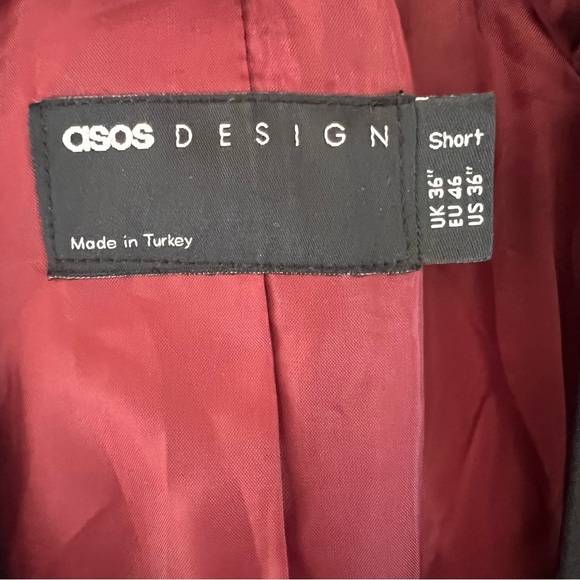 asos DESIGN
Made in Turkey
Short
UK 36"
EU 46
US 36"